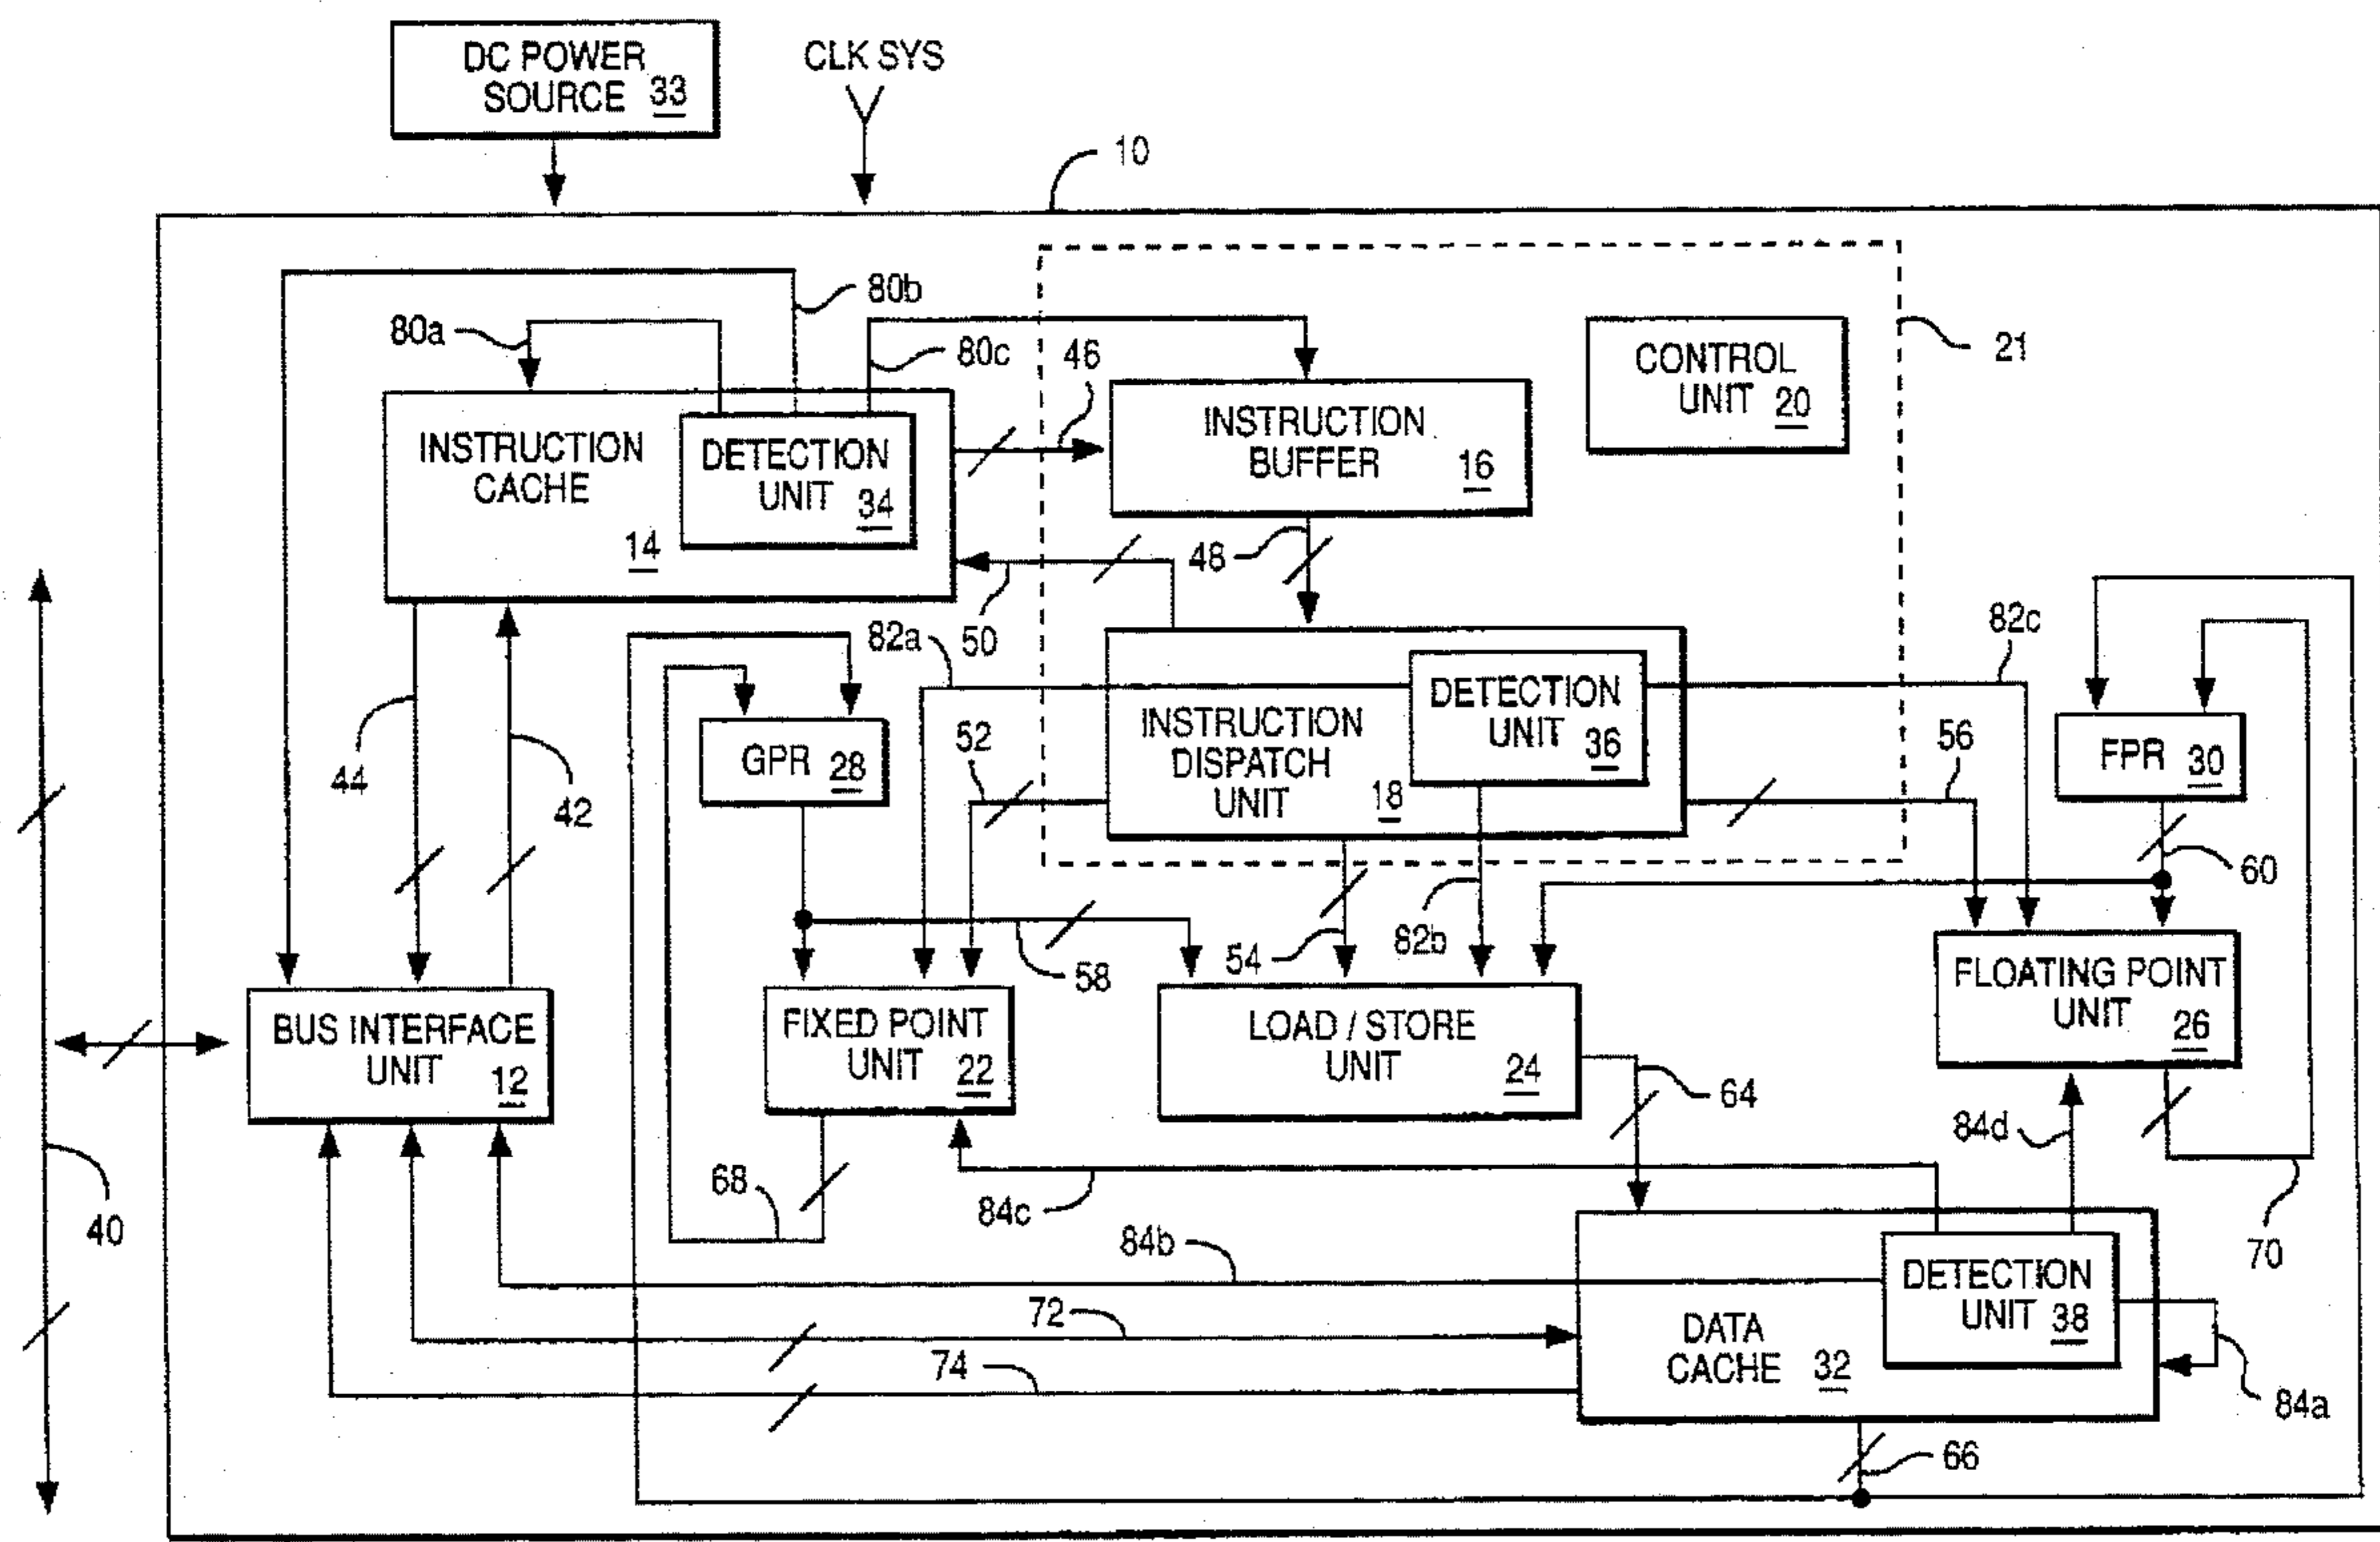 DC POWER
SOURCE 33
CLK SYS
10
80b
80a
80c
46
21
CONTROL
UNIT 20
INSTRUCTION
BUFFER
16
INSTRUCTION
CACHE
14
DETECTION
UNIT 34
48
50
82a
82c
DETECTION
UNIT 36
INSTRUCTION
DISPATCH
UNIT
18
GPR 28
52
56
FPR 30
44
42
60
54
82b
58
BUS INTERFACE
UNIT
12
FIXED POINT
UNIT 22
LOAD / STORE
UNIT
24
FLOATING POINT
UNIT
26
64
84d
40
68
84c
84b
70
DETECTION
UNIT 38
72
DATA
CACHE 32
74
84a
66